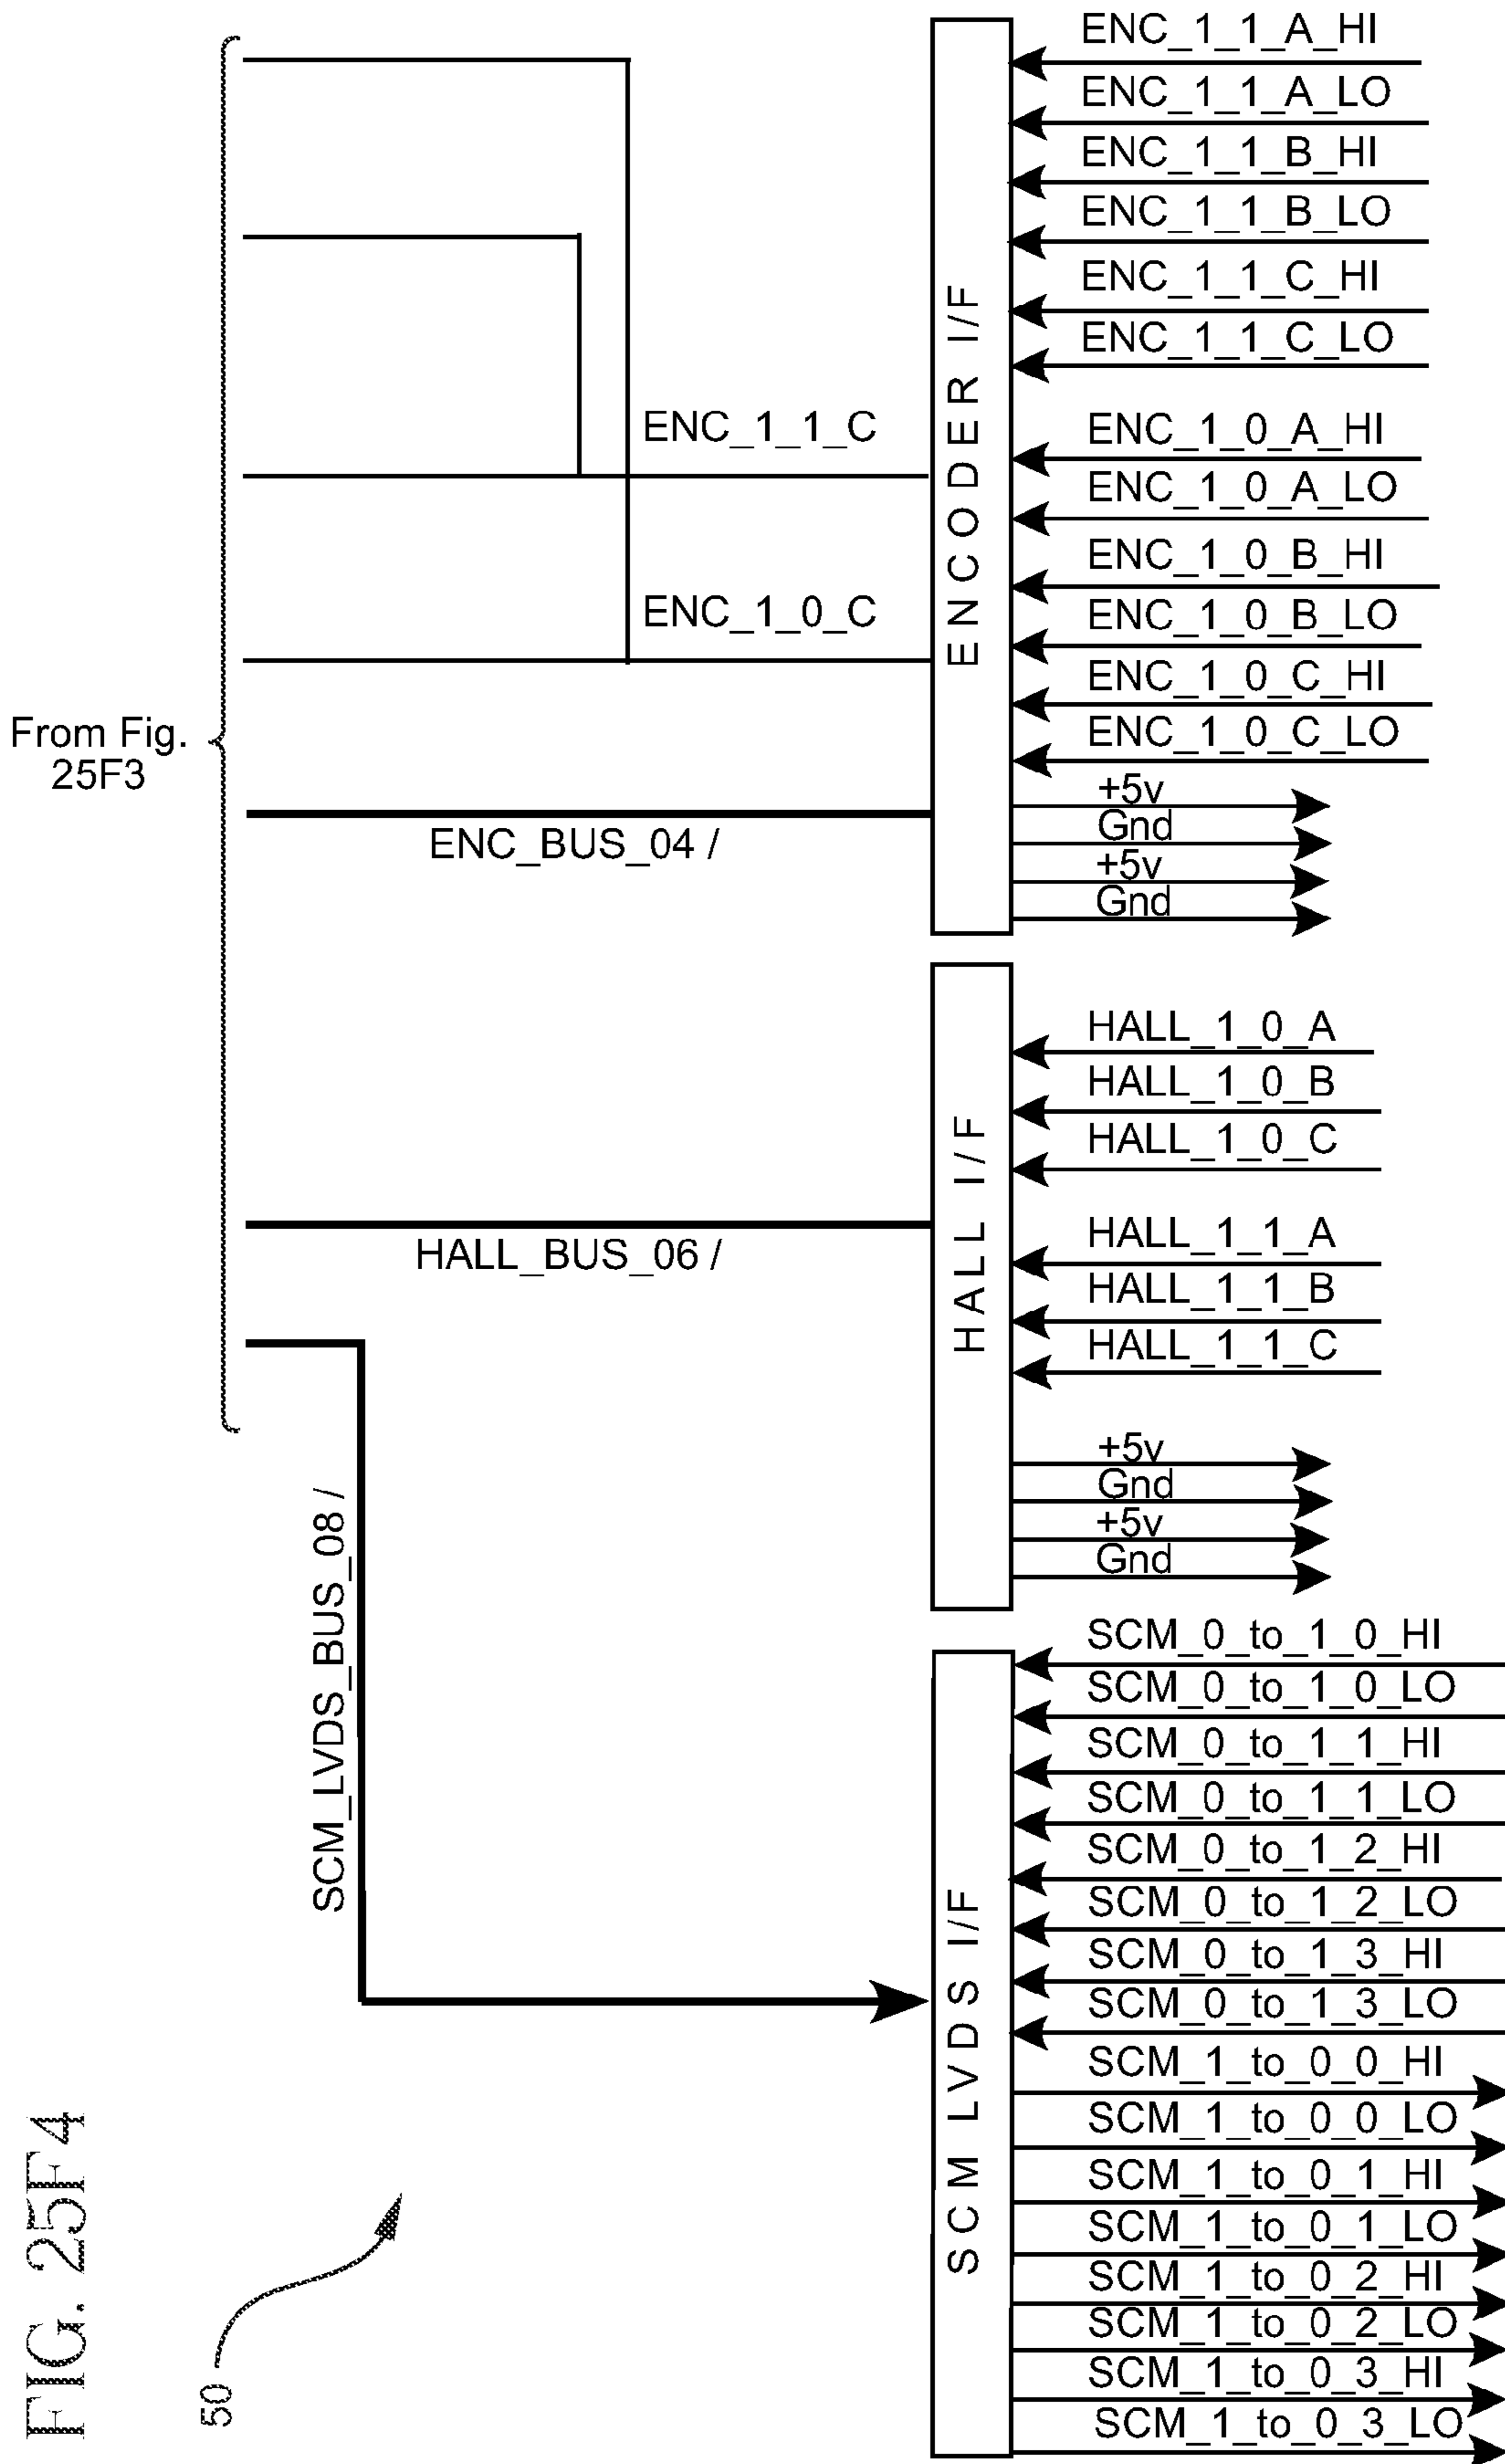 ENC_1_1_A_HI
ENC_1_1_A_LO
ENC_1_1_B_HI
ENC_1_1_B_LO
ENC_1_1_C_HI
ENC_1_1_C_LO
ENC_1_0_A_HI
ENC_1_0_A_LO
ENC_1_0_B_HI
ENC_1_0_B_LO
ENC_1_0_C_HI
ENC_1_0_C_LO
+5v
Gnd
+5v
Gnd
ENCODER I/F
ENC_1_1_C
ENC_1_0_C
From Fig.
25F3
ENC_BUS_04 /
HALL_1_0_A
HALL_1_0_B
HALL_1_0_C
HALL_1_1_A
HALL_1_1_B
HALL_1_1_C
+5v
Gnd
+5v
Gnd
HALL I/F
HALL_BUS_06 /
SCM_LVDS_BUS_08 /
SCM_0_to_1_0_HI
SCM_0_to_1_0_LO
SCM_0_to_1_1_HI
SCM_0_to_1_1_LO
SCM_0_to_1_2_HI
SCM_0_to_1_2_LO
SCM_0_to_1_3_HI
SCM_0_to_1_3_LO
SCM_1_to_0_0_HI
SCM_1_to_0_0_LO
SCM_1_to_0_1_HI
SCM_1_to_0_1_LO
SCM_1_to_0_2_HI
SCM_1_to_0_2_LO
SCM_1_to_0_3_HI
SCM_1_to_0_3_LO
SCM LVDS I/F
FIG. 25F4
50